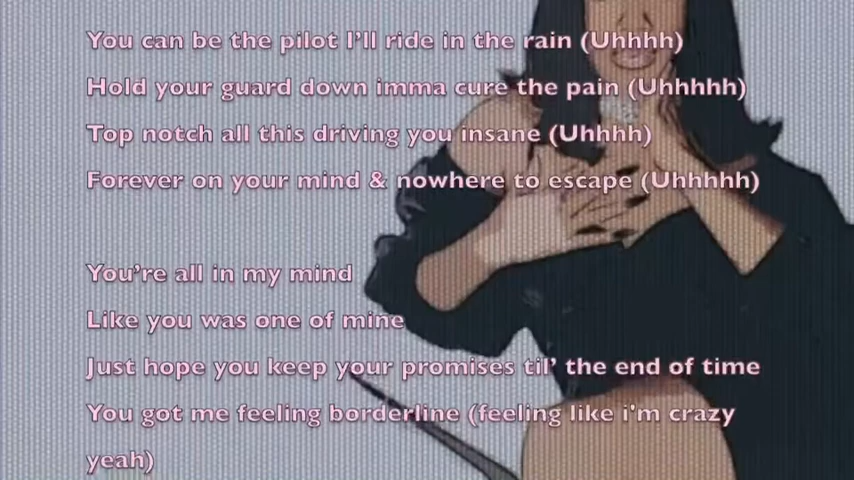 You can be the pilot I’ll ride in the rain (Uhhhh)
Hold your guard down imma cure the pain (Uhhhhh)
Top notch all this driving you insane (Uhhhh)
Forever on your mind & nowhere to escape (Uhhhhh)
You’re all in my mind
Like you was one of mine
Just hope you keep your promises til’ the end of time
You got me feeling borderline (feeling like i'm crazy
yeah)